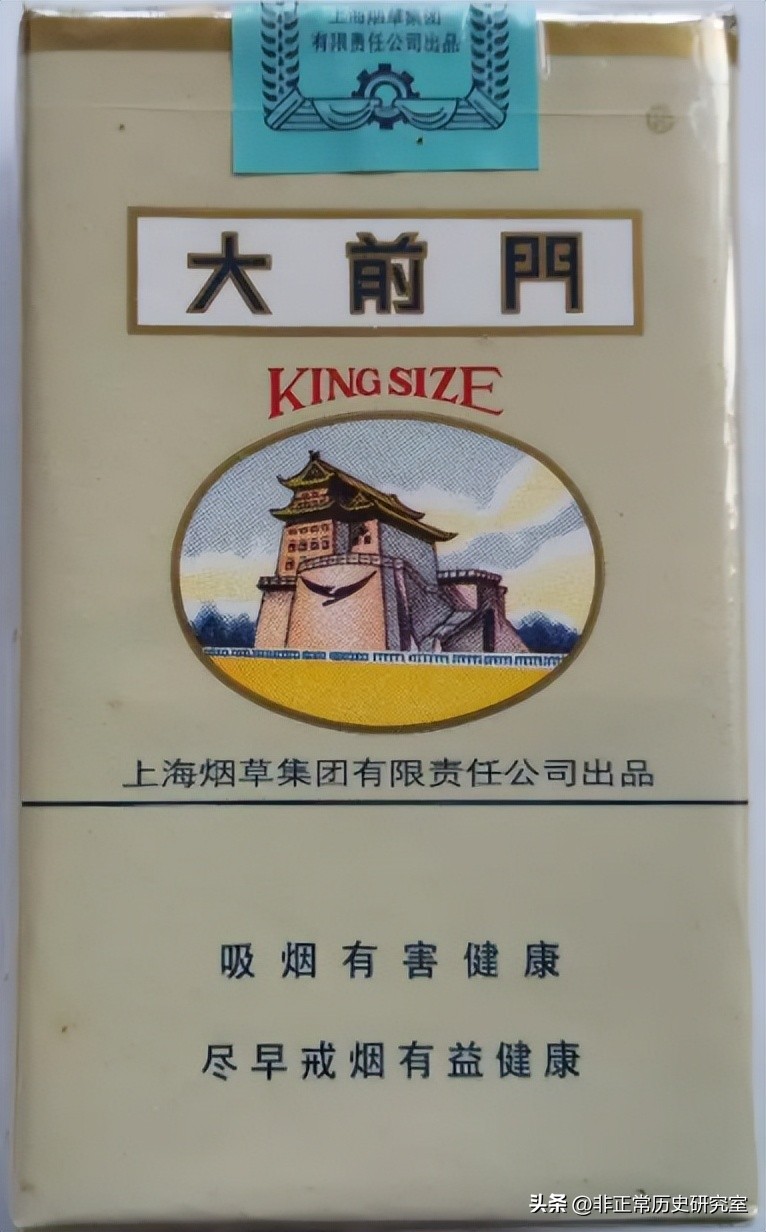 上海烟草集团
有限责任公司出品
大前門
KING SIZE
上海烟草集团有限责任公司出品
吸烟有害健康
尽早戒烟有益健康
头条 @非正常历史研究室